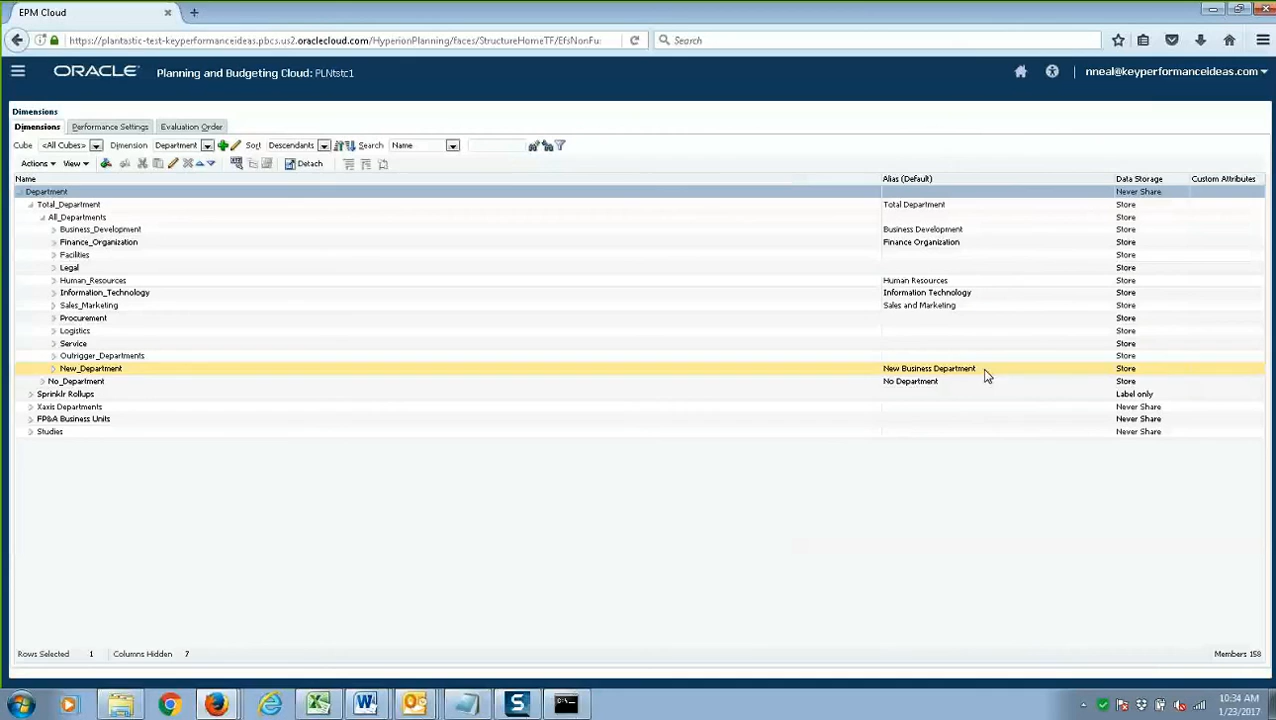 EPM Cloud
https://plantastic-test-keyperformanceideas.pbcs.us2.oraclecloud.com/HyperionPlanning/faces/StructureHomeTF/EfsNonFu:
Search
ORACLE
Planning and Budgeting Cloud: PLNtstc1
nneal@keyperformanceideas.com
Dimensions
Dimensions Performance Settings Evaluation Order
Cube <All Cubes> Dimension Department Sort Descendants Search Name
Actions View Detach
Name Alias (Default) Data Storage Custom Attributes
Department Never Share
Total_Department Total Department Store
All_Departments Store
Business_Development Business Development Store
Finance_Organization Finance Organization Store
Facilities Store
Legal Store
Human_Resources Human Resources Store
Information_Technology Information Technology Store
Sales_Marketing Sales and Marketing Store
Procurement Store
Logistics Store
Service Store
Outrigger_Departments Store
New_Department New Business Department Store
No_Department No Department Store
Sprinklr Rollups Label only
Xaxis Departments Never Share
FP&A Business Units Never Share
Studies Never Share
Rows Selected 1 Columns Hidden 7 Members 158
10:34 AM
1/23/2017